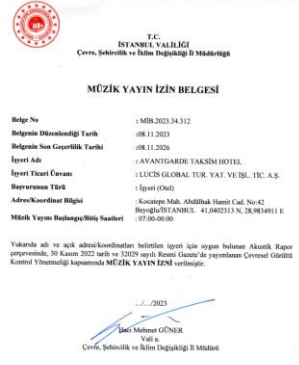 T.C.
İSTANBUL VALİLİĞİ
Çevre, Şehircilik ve İklim Değişikliği İl Müdürlüğü
MÜZİK YAYIN İZİN BELGESİ
Belge No : MİB.2023.34.312
Belgenin Düzenlendiği Tarih :08.11.2023
Belgenin Son Geçerlilik Tarihi :08.11.2026
İşyeri Adı : AVANTGARDE TAKSİM HOTEL
İşyeri Ticari Ünvanı : LUCİS GLOBAL TUR. YAT. VE İŞL. TİC. A.Ş.
Başvurunun Türü : İşyeri (Otel)
Adres/Koordinat Bilgisi : Kocatepe Mah. Abdülhak Hamit Cad. No:42
Beyoğlu/İSTANBUL 41,0402313 N, 28,9834911 E
Müzik Yayını Başlangıç/Bitiş Saatleri : 07:00-00:00
Yukarıda adı ve açık adresi/koordinatları belirtilen işyeri için uygun bulunan Akustik Rapor
çerçevesinde, 30 Kasım 2022 tarih ve 32029 sayılı Resmi Gazete'de yayımlanan Çevresel Gürültü
Kontrol Yönetmeliği kapsamında MÜZİK YAYIN İZNİ verilmiştir.
.../.../2023
Hacı Mehmet GÜNER
Vali a.
Çevre, Şehircilik ve İklim Değişikliği İl Müdürü